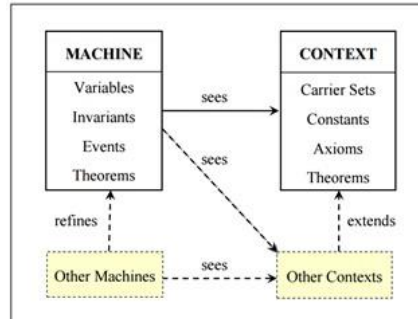 MACHINE
Variables
Invariants
Events
Theorems
sees
CONTEXT
Carrier Sets
Constants
Axioms
Theorems
sees
refines
extends
Other Machines
sees
Other Contexts